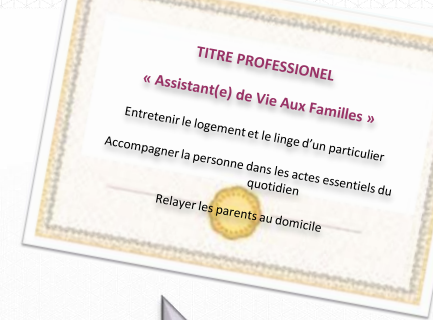 TITRE PROFESSIONEL
« Assistant(e) de Vie Aux Familles »
Entretenir le logement et le linge d'un particulier
Accompagner la personne dans les actes essentiels du
quotidien
Relayer les parents au domicile